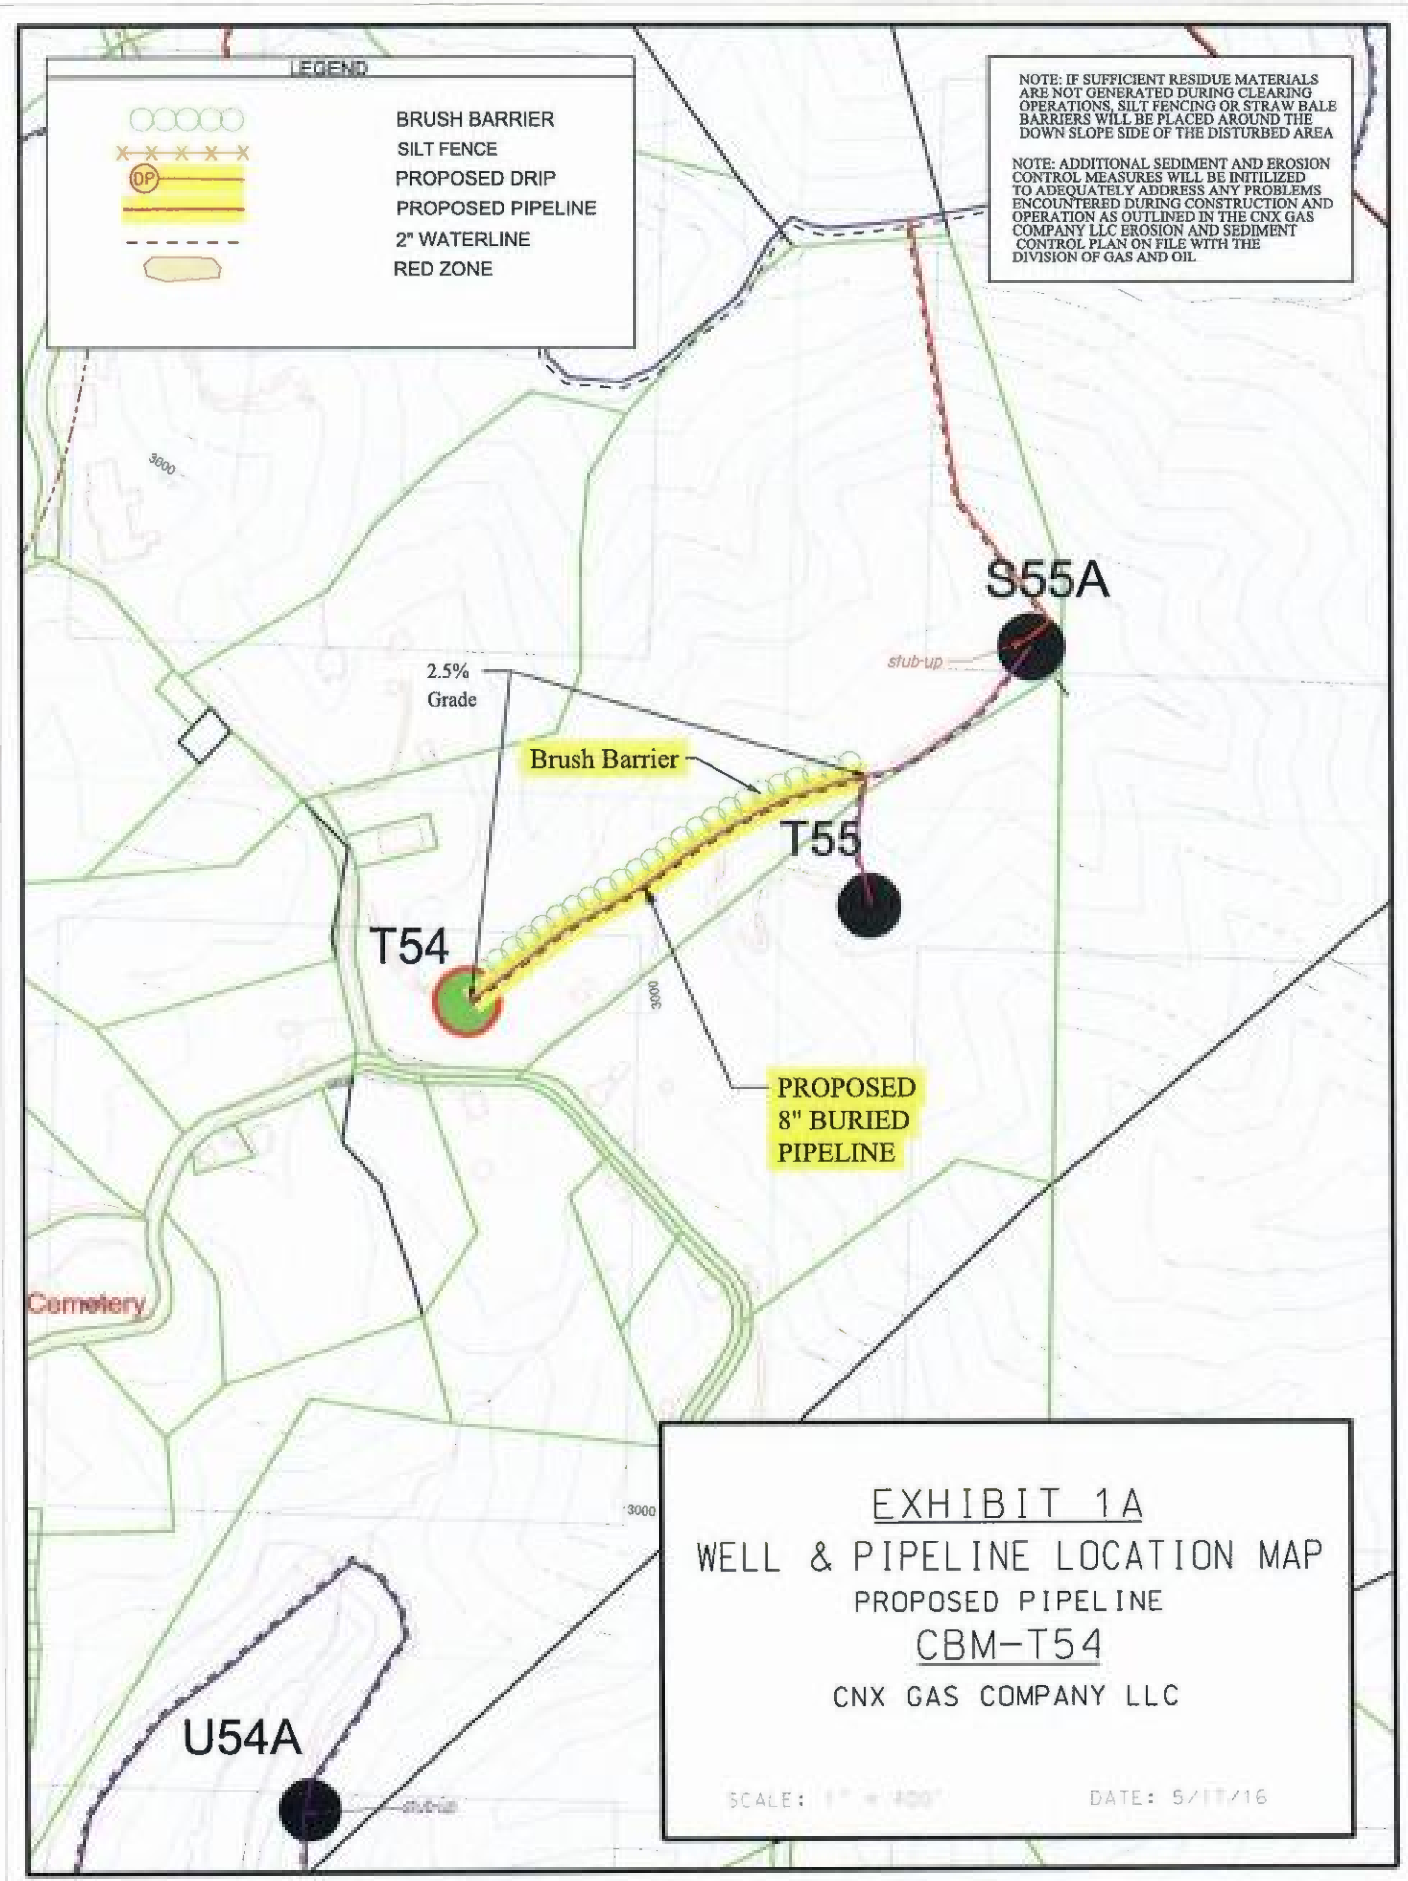 LEGEND
BRUSH BARRIER
SILT FENCE
DP
PROPOSED DRIP
PROPOSED PIPELINE
2" WATERLINE
RED ZONE
NOTE: IF SUFFICIENT RESIDUE MATERIALS
ARE NOT GENERATED DURING CLEARING
OPERATIONS, SILT FENCING OR STRAW BALE
BARRIERS WILL BE PLACED AROUND THE
DOWN SLOPE SIDE OF THE DISTURBED AREA
NOTE: ADDITIONAL SEDIMENT AND EROSION
CONTROL MEASURES WILL BE INITILIZED
TO ADEQUATELY ADDRESS ANY PROBLEMS
ENCOUNTERED DURING CONSTRUCTION AND
OPERATION AS OUTLINED IN THE CNX GAS
COMPANY LLC EROSION AND SEDIMENT
CONTROL PLAN ON FILE WITH THE
DIVISION OF GAS AND OIL
3000
S55A
stub-up
2.5%
Grade
Brush Barrier
T55
T54
3000
PROPOSED
8" BURIED
PIPELINE
Cemetery
3000
EXHIBIT 1A
WELL & PIPELINE LOCATION MAP
PROPOSED PIPELINE
CBM-T54
CNX GAS COMPANY LLC
U54A
stub-up
SCALE: 1" = 400'
DATE: 5/17/16